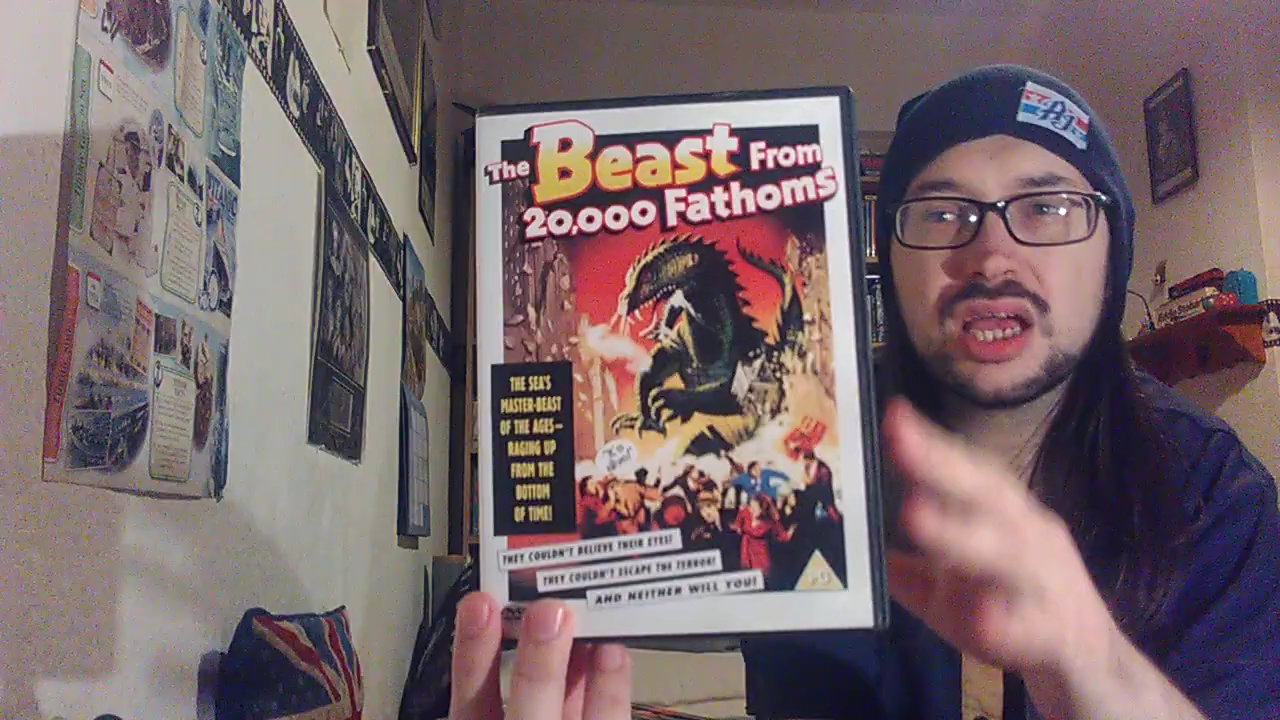 The Beast From
20,000 Fathoms
THE SEA'S
MASTER-BEAST
OF THE AGES—
RAGING UP
FROM THE
BOTTOM
OF TIME!
THEY COULDN'T BELIEVE THEIR EYES!
THEY COULDN'T ESCAPE THE TERROR!
AND NEITHER WILL YOU!
PG
AJ